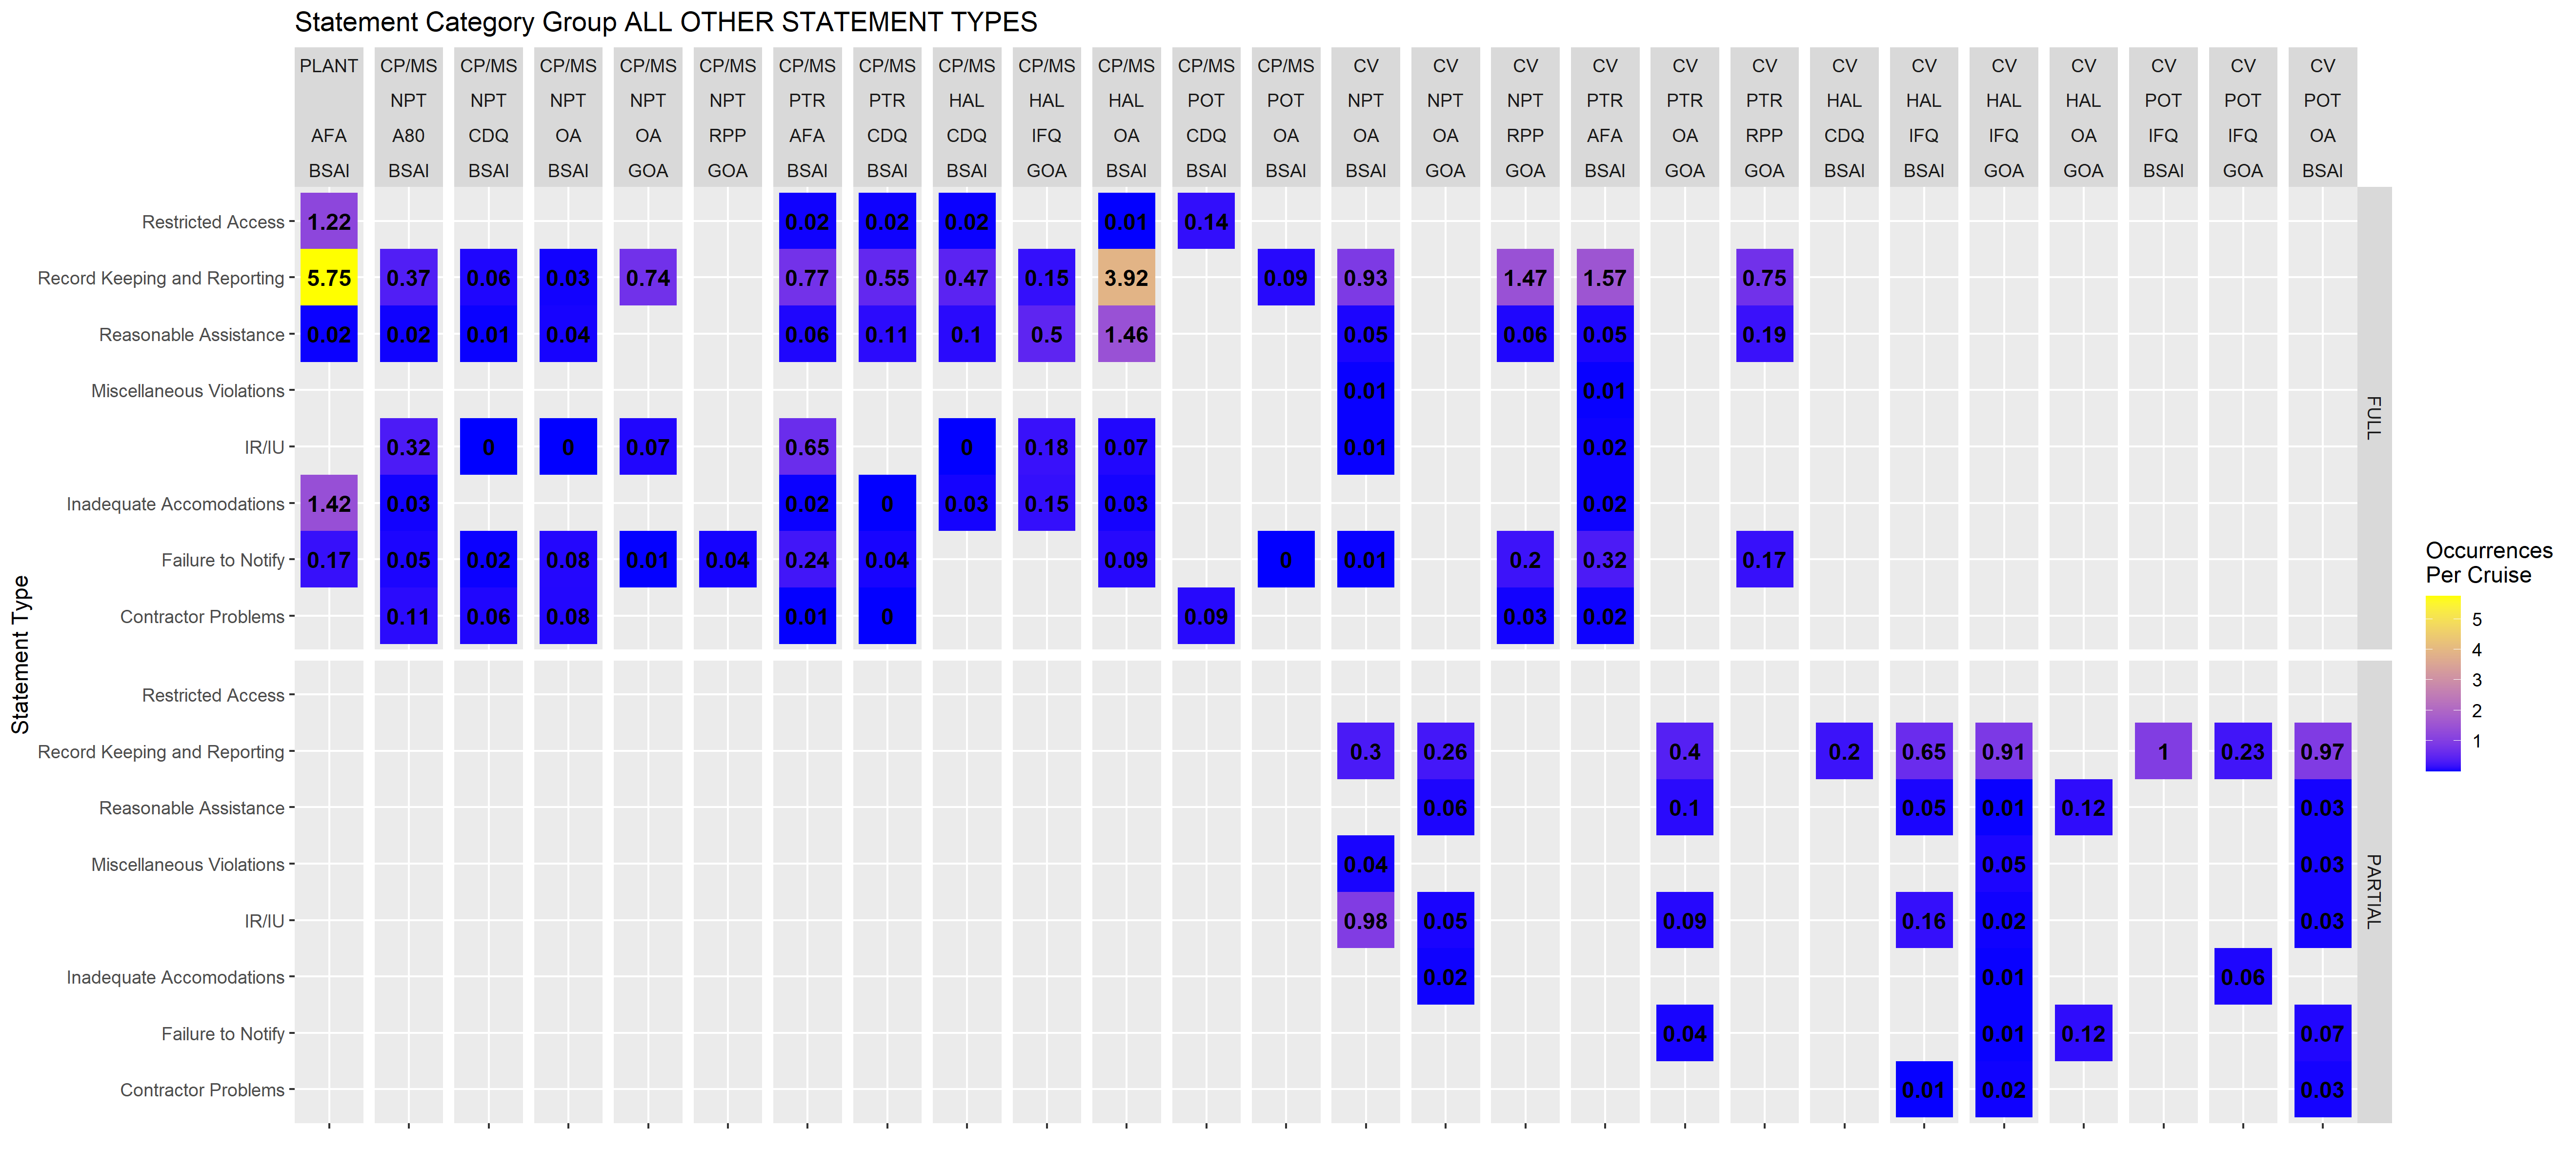 Statement Category Group ALL OTHER STATEMENT TYPES
PLANT CP/MS CP/MS CP/MS CP/MS CP/MS CP/MS CP/MS CP/MS CP/MS CP/MS CP/MS CP/MS CV CV CV CV CV CV CV CV CV CV CV CV CV
NPT NPT NPT NPT NPT PTR PTR HAL HAL HAL POT POT NPT NPT NPT PTR PTR PTR HAL HAL HAL HAL POT POT POT
AFA A80 CDQ OA OA RPP AFA CDQ CDQ IFQ OA CDQ OA OA OA RPP AFA OA RPP CDQ IFQ IFQ OA IFQ IFQ OA
BSAI BSAI BSAI BSAI GOA GOA BSAI BSAI BSAI GOA BSAI BSAI BSAI BSAI GOA GOA BSAI GOA GOA BSAI BSAI GOA GOA BSAI GOA BSAI
Restricted Access 1.22 0.02 0.02 0.02 0.01 0.14
Record Keeping and Reporting 5.75 0.37 0.06 0.03 0.74 0.77 0.55 0.47 0.15 3.92 0.09 0.93 1.47 1.57 0.75
Reasonable Assistance 0.02 0.02 0.01 0.04 0.06 0.11 0.1 0.5 1.46 0.05 0.06 0.05 0.19
Miscellaneous Violations 0.01 0.01
IR/IU 0.32 0 0 0.07 0.65 0 0.18 0.07 0.01 0.02
Inadequate Accomodations 1.42 0.03 0.02 0 0.03 0.15 0.03 0.02
Failure to Notify 0.17 0.05 0.02 0.08 0.01 0.04 0.24 0.04 0.09 0 0.01 0.2 0.32 0.17
Contractor Problems 0.11 0.06 0.08 0.01 0 0.09 0.03 0.02
FULL
Restricted Access
Record Keeping and Reporting 0.3 0.26 0.4 0.2 0.65 0.91 1 0.23 0.97
Reasonable Assistance 0.06 0.1 0.05 0.01 0.12 0.03
Miscellaneous Violations 0.04 0.05 0.03
IR/IU 0.98 0.05 0.09 0.16 0.02 0.03
Inadequate Accomodations 0.02 0.01 0.06
Failure to Notify 0.04 0.01 0.12 0.07
Contractor Problems 0.01 0.02 0.03
PARTIAL
Statement Type
Occurrences
Per Cruise
5
4
3
2
1